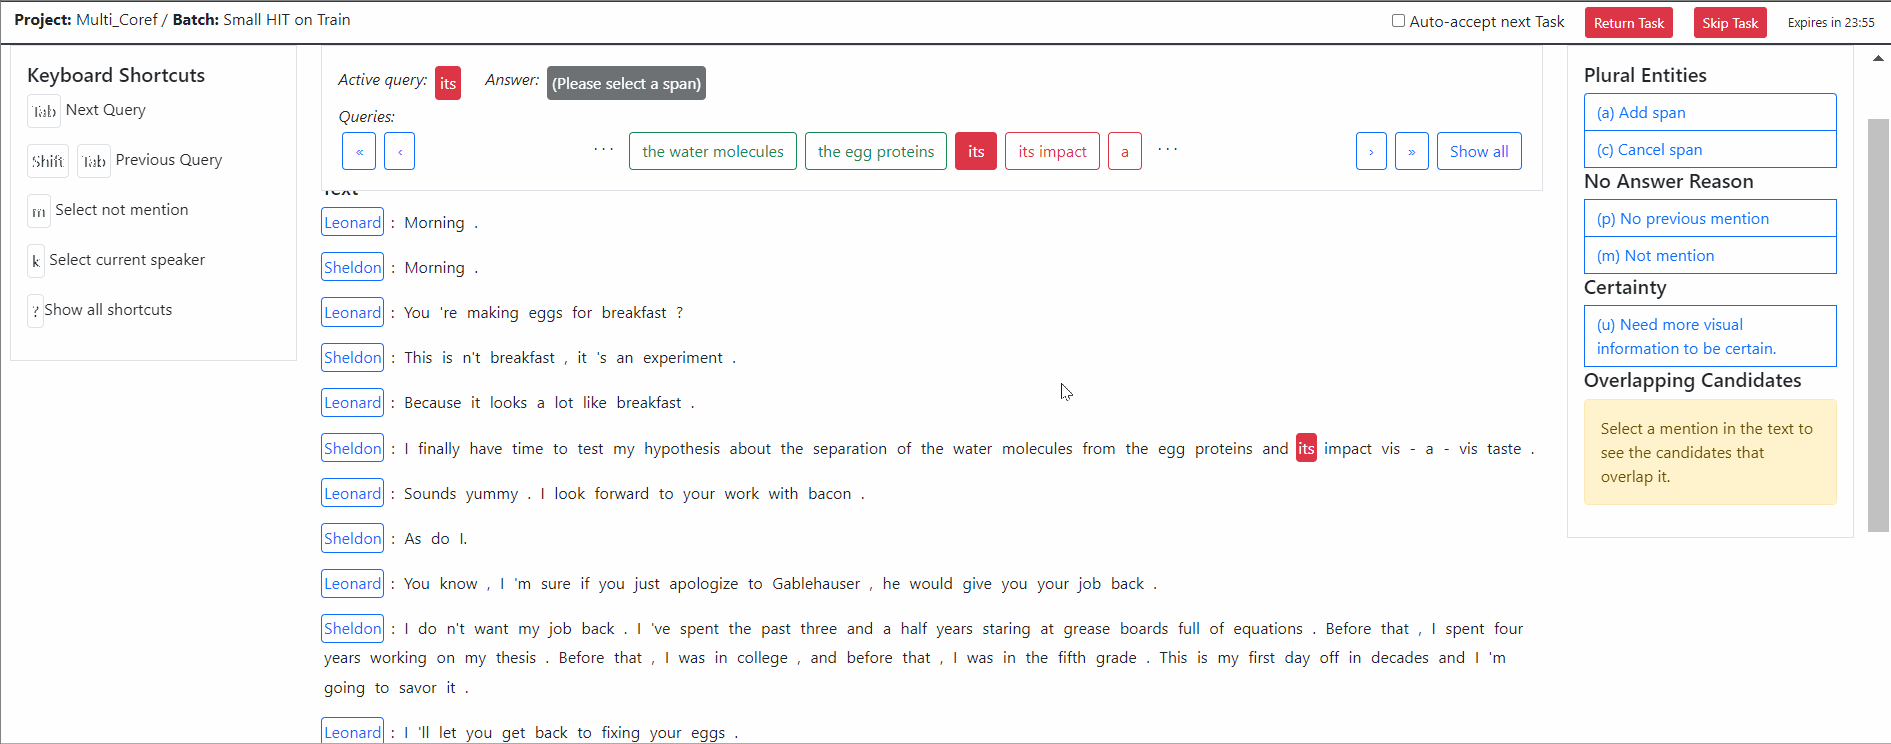 Project: Multi_Coref / Batch: Small HIT on Train
Auto-accept next Task
Return Task
Skip Task
Expires in 23:55
Keyboard Shortcuts
Tab Next Query
Shift Tab Previous Query
m Select not mention
k Select current speaker
? Show all shortcuts
Active query: its Answer: (Please select a span)
Queries:
« ‹ ··· the water molecules the egg proteins its its impact a ··· › » Show all
Text
Leonard : Morning .
Sheldon : Morning .
Leonard : You 're making eggs for breakfast ?
Sheldon : This is n't breakfast , it 's an experiment .
Leonard : Because it looks a lot like breakfast .
Sheldon : I finally have time to test my hypothesis about the separation of the water molecules from the egg proteins and its impact vis - a - vis taste .
Leonard : Sounds yummy . I look forward to your work with bacon .
Sheldon : As do I.
Leonard : You know , I 'm sure if you just apologize to Gablehauser , he would give you your job back .
Sheldon : I do n't want my job back . I 've spent the past three and a half years staring at grease boards full of equations . Before that , I spent four
years working on my thesis . Before that , I was in college , and before that , I was in the fifth grade . This is my first day off in decades and I 'm
going to savor it .
Leonard : I 'll let you get back to fixing your eggs .
Plural Entities
(a) Add span
(c) Cancel span
No Answer Reason
(p) No previous mention
(m) Not mention
Certainty
(u) Need more visual
information to be certain.
Overlapping Candidates
Select a mention in the text to
see the candidates that
overlap it.